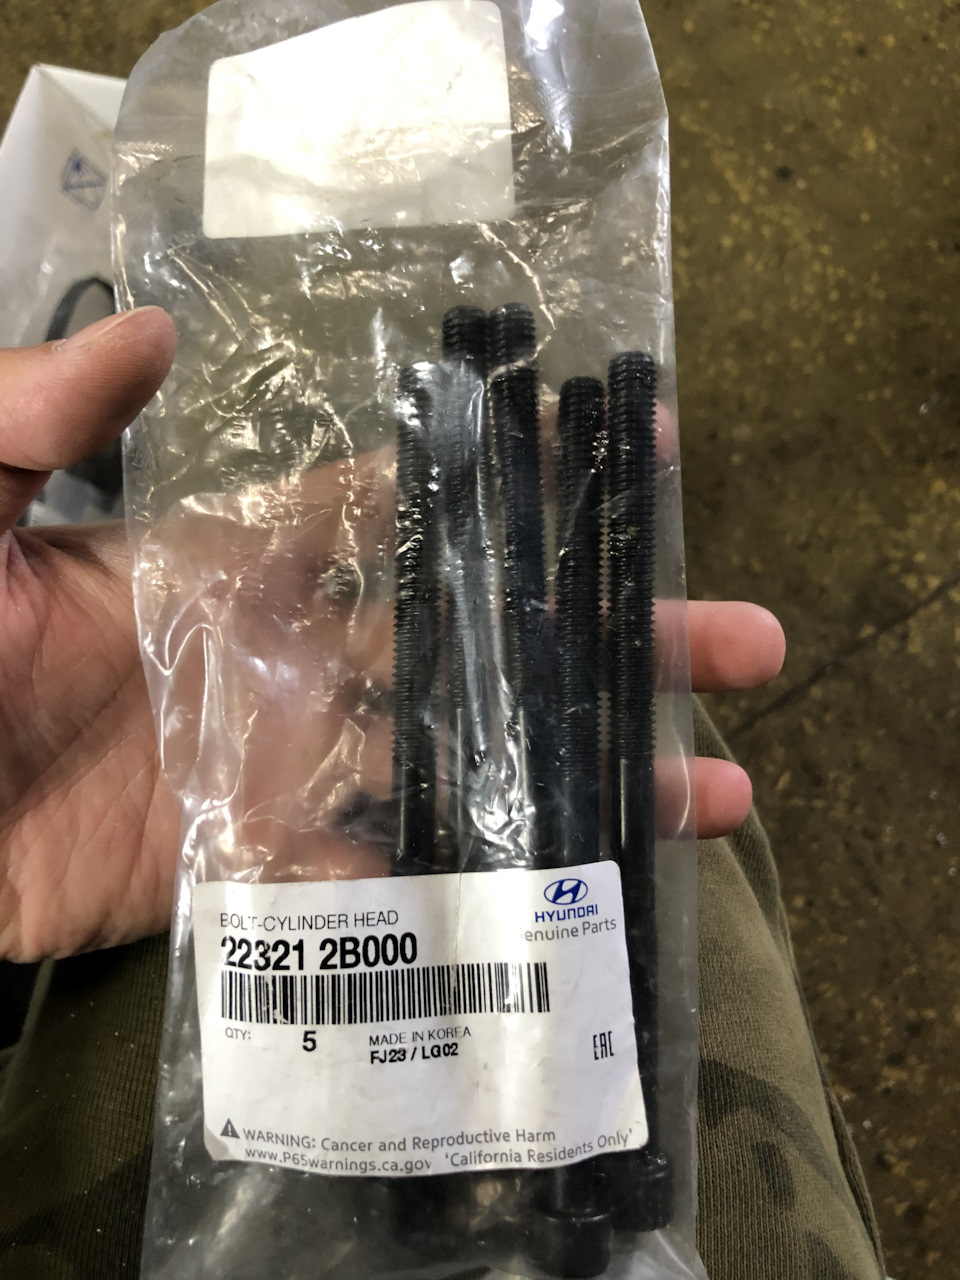 BOLT-CYLINDER HEAD
22321 2B000
HYUNDAI
enuine Parts
QTY: 5
MADE IN KOREA
FJ23 / LG02
EAC
WARNING: Cancer and Reproductive Harm
www.P65warnings.ca.gov 'California Residents Only'